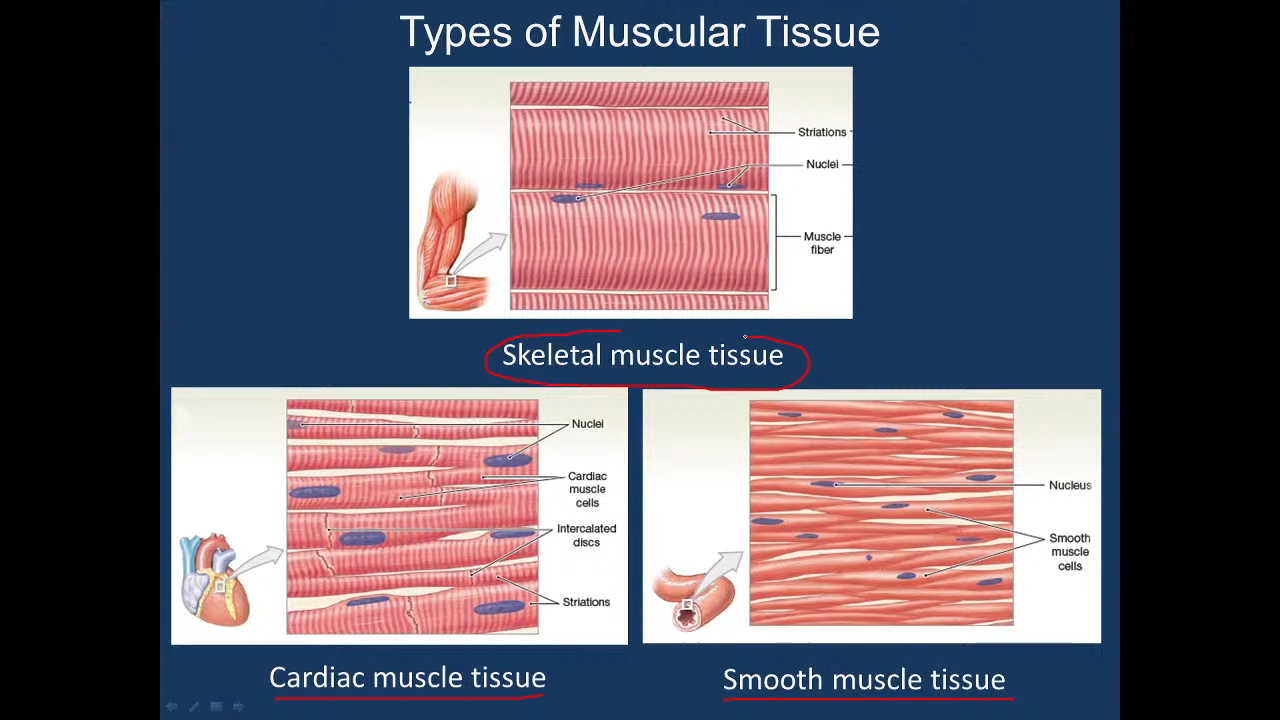 Types of Muscular Tissue
Striations
Nuclei
Muscle
fiber
Skeletal muscle tissue
Nuclei
Cardiac
muscle
cells
Intercalated
discs
Striations
Cardiac muscle tissue
Nucleus
Smooth
muscle
cells
Smooth muscle tissue